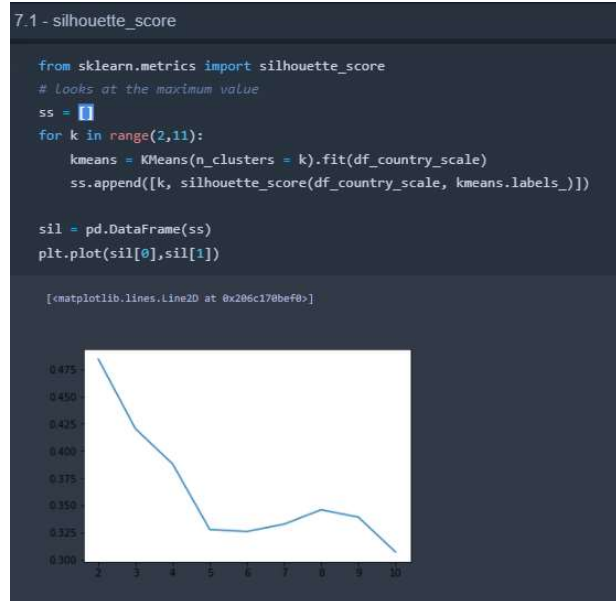 7.1 - silhouette_score
from sklearn.metrics import silhouette_score
# looks at the maximum value
ss = []
for k in range(2,11):
    kmeans = KMeans(n_clusters = k).fit(df_country_scale)
    ss.append([k, silhouette_score(df_country_scale, kmeans.labels_)])
sil = pd.DataFrame(ss)
plt.plot(sil[0],sil[1])
[<matplotlib.lines.Line2D at 0x206c170bef0>]
0.475
0.450
0.425
0.400
0.375
0.350
0.325
0.300
2 3 4 5 6 7 8 9 10